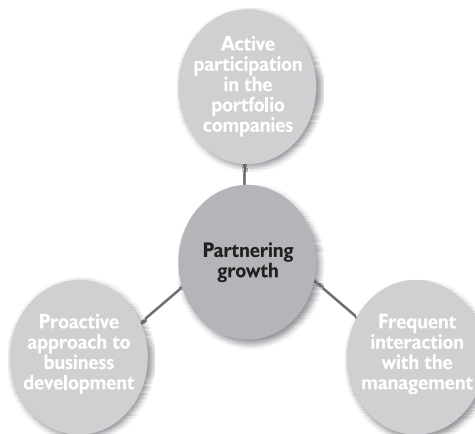 Active
participation
in the
portfolio
companies
Partnering
growth
Proactive
approach to
business
development
Frequent
interaction
with the
management